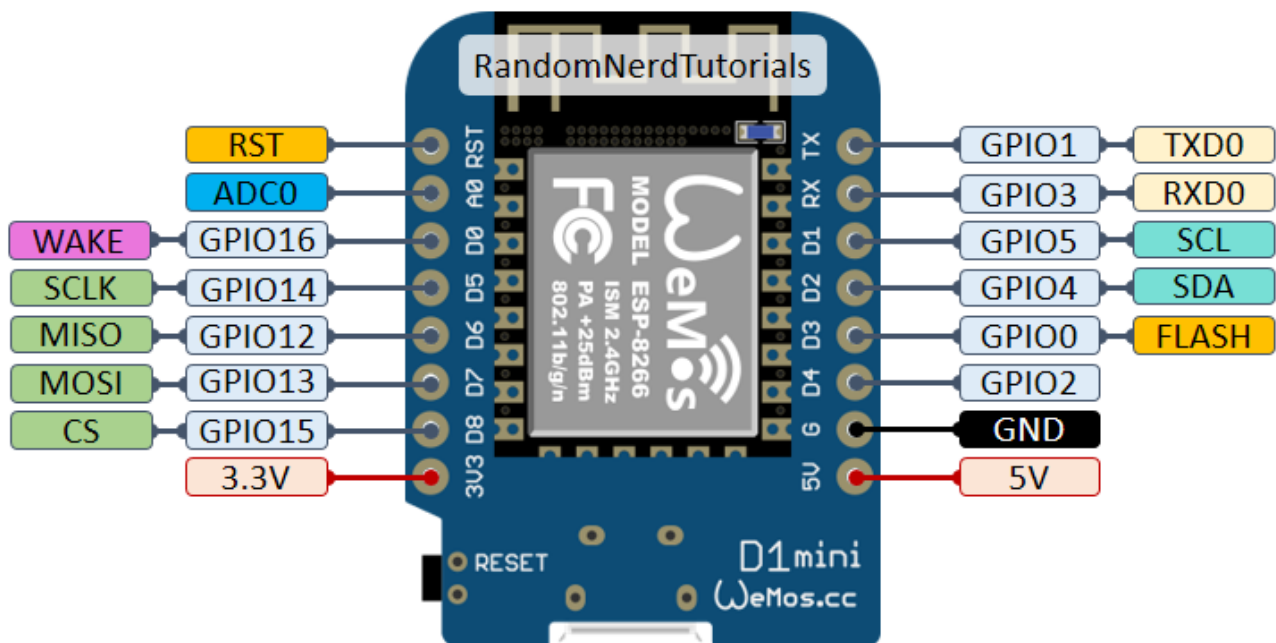 RandomNerdTutorials
RST RST TX GPIO1 TXD0
ADC0 A0 RX GPIO3 RXD0
WAKE GPIO16 D0 D1 GPIO5 SCL
SCLK GPIO14 D5 D2 GPIO4 SDA
MISO GPIO12 D6 D3 GPIO0 FLASH
MOSI GPIO13 D7 D4 GPIO2
CS GPIO15 D8 G GND
3.3V 3V3 5V 5V
WeMos
MODEL ESP-8266
ISM 2.4GHz
PA +25dBm
802.11b/g/n
FC
RESET
D1mini
WeMos.cc